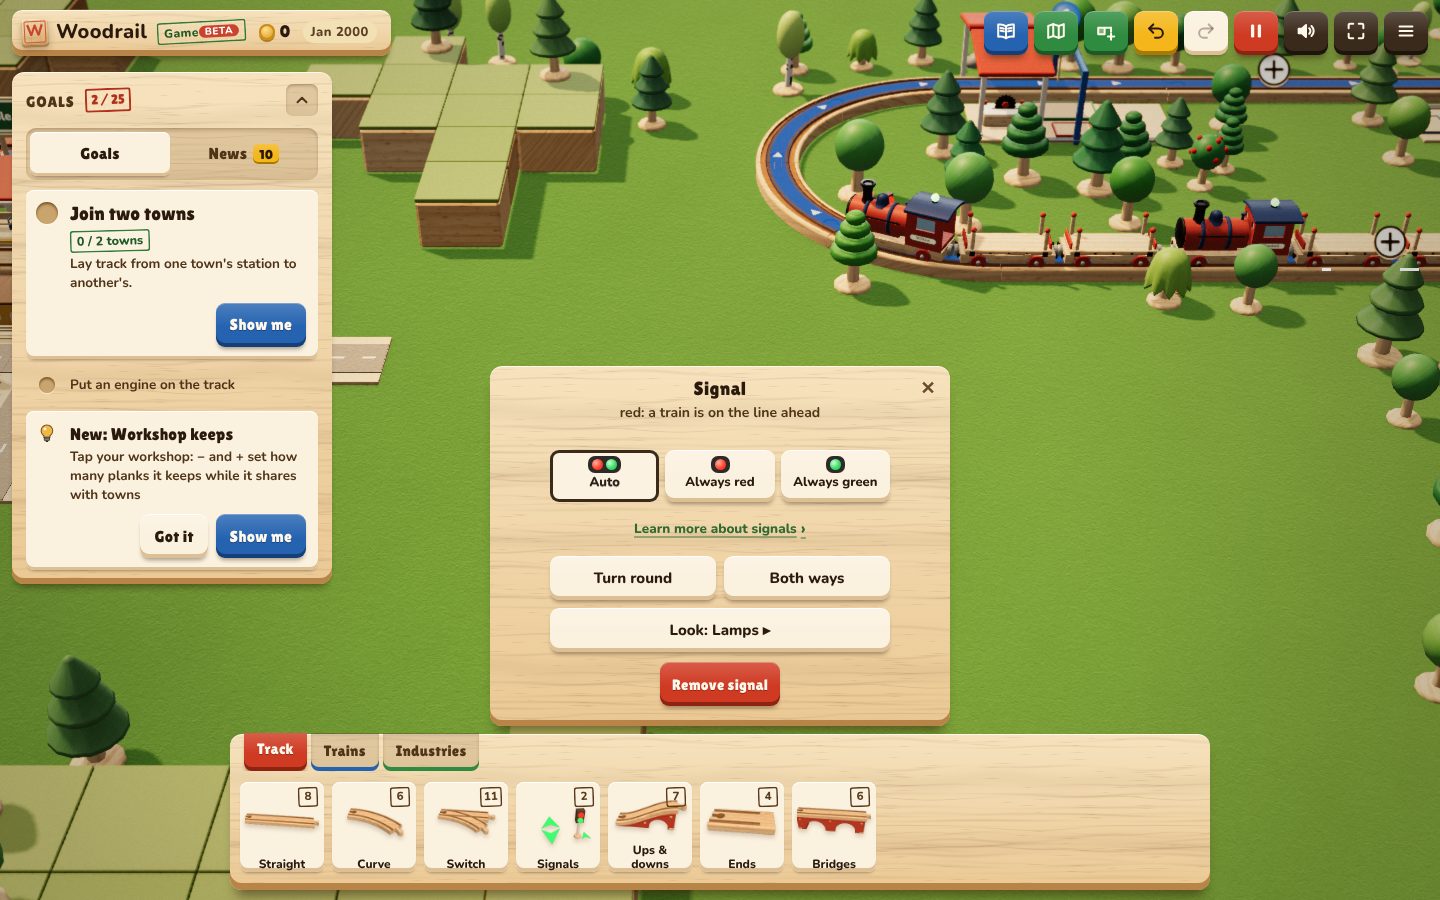 W Woodrail Game BETA 0 Jan 2000
GOALS 2 / 25
Goals News 10
Join two towns
0 / 2 towns
Lay track from one town's station to
another's.
Show me
Put an engine on the track
New: Workshop keeps
Tap your workshop: – and + set how
many planks it keeps while it shares
with towns
Got it Show me
Signal
red: a train is on the line ahead
Auto Always red Always green
Learn more about signals ›
Turn round Both ways
Look: Lamps ▸
Remove signal
Track Trains Industries
8 6 11 2 7 4 6
Straight Curve Switch Signals Ups &
downs Ends Bridges